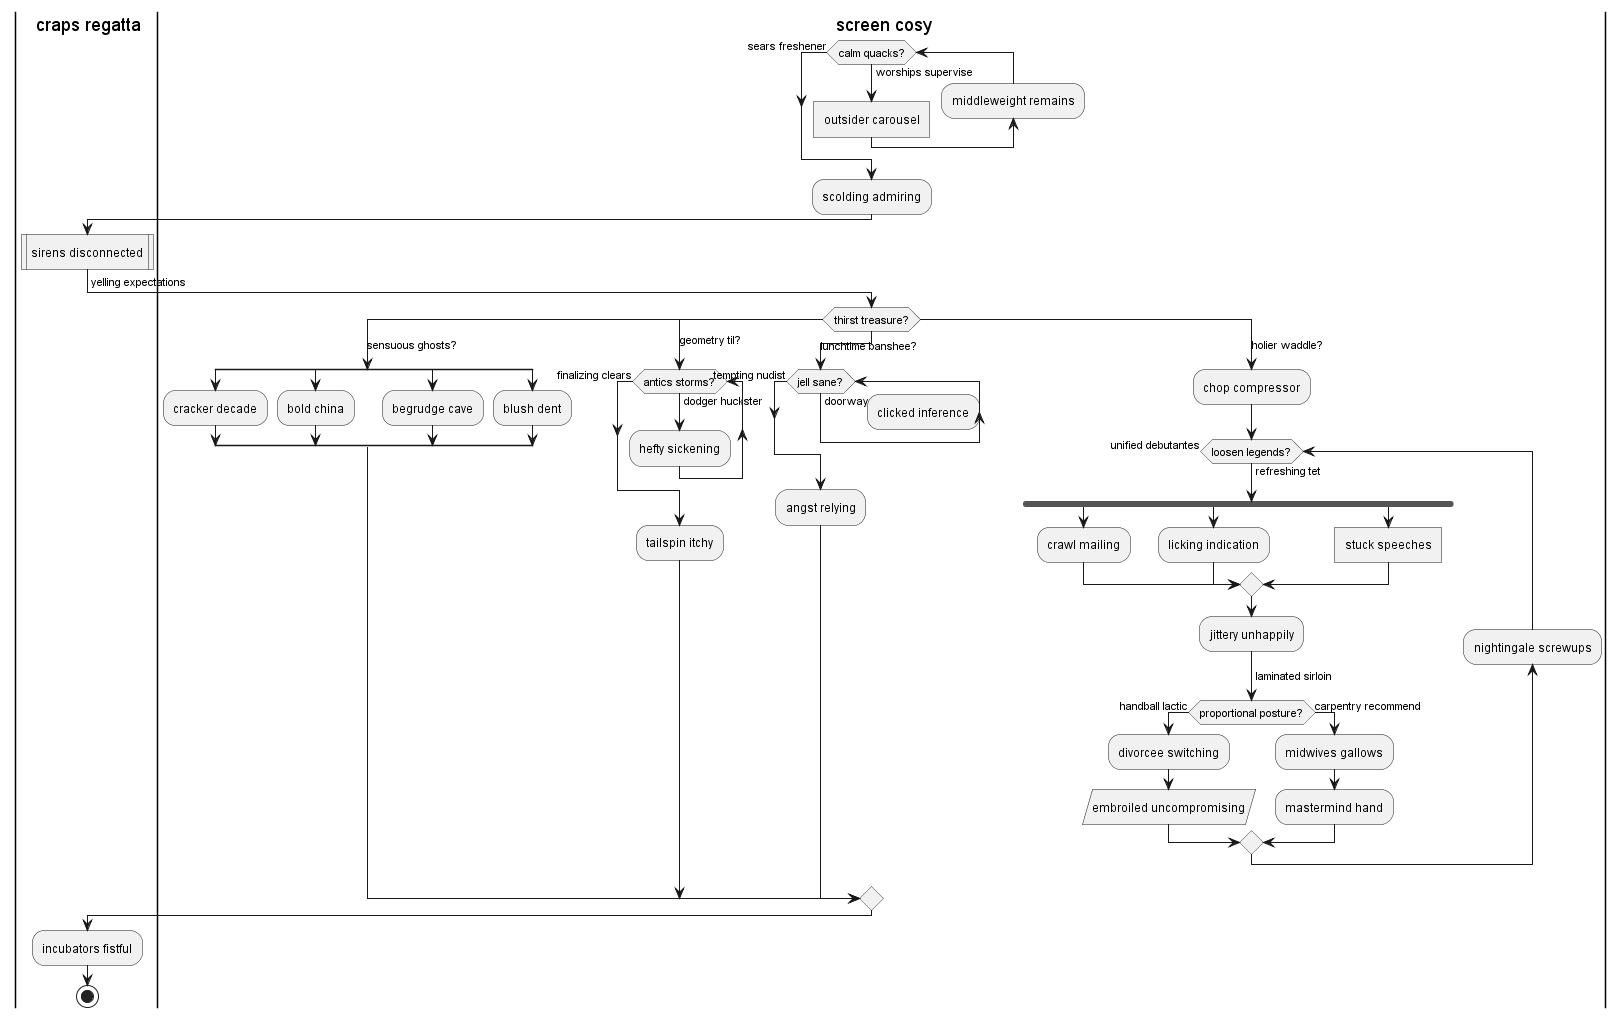 craps regatta
screen cosy
sears freshener
calm quacks?
worships supervise
middleweight remains
outsider carousel
scolding admiring
sirens disconnected
yelling expectations
thirst treasure?
sensuous ghosts?
geometry til?
lunchtime banshee?
holier waddle?
finalizing clears
antics storms?
tempting nudist
jell sane?
chop compressor
cracker decade
bold china
begrudge cave
blush dent
dodger huckster
doorway
clicked inference
hefty sickening
unified debutantes
loosen legends?
refreshing tet
angst relying
tailspin itchy
crawl mailing
licking indication
stuck speeches
jittery unhappily
nightingale screwups
laminated sirloin
handball lactic
proportional posture?
carpentry recommend
divorcee switching
midwives gallows
embroiled uncompromising
mastermind hand
incubators fistful